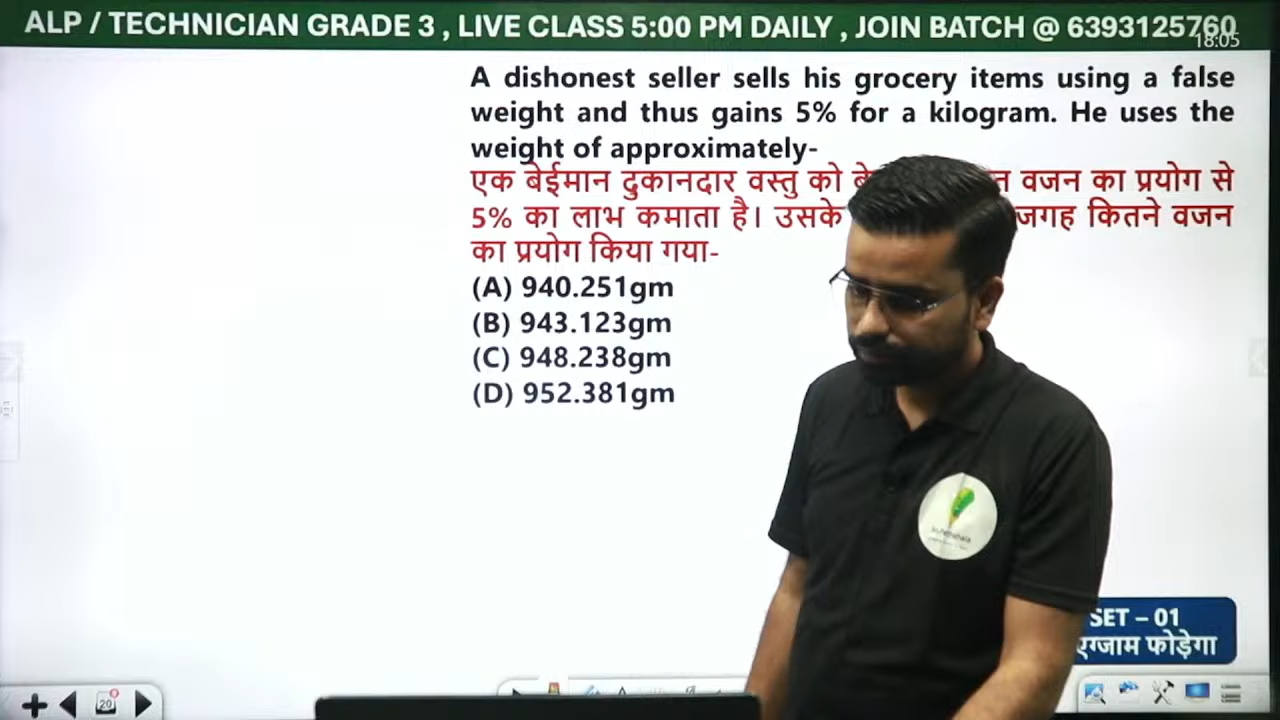 ALP / TECHNICIAN GRADE 3 , LIVE CLASS 5:00 PM DAILY , JOIN BATCH @ 6393125760
18:05
A dishonest seller sells his grocery items using a false
weight and thus gains 5% for a kilogram. He uses the
weight of approximately-
एक बेईमान दुकानदार वस्तु को वजन का प्रयोग से
5% का लाभ कमाता है। उसके जगह कितने वजन
का प्रयोग किया गया-
(A) 940.251gm
(B) 943.123gm
(C) 948.238gm
(D) 952.381gm
SET – 01
एग्जाम फोड़ेगा
20